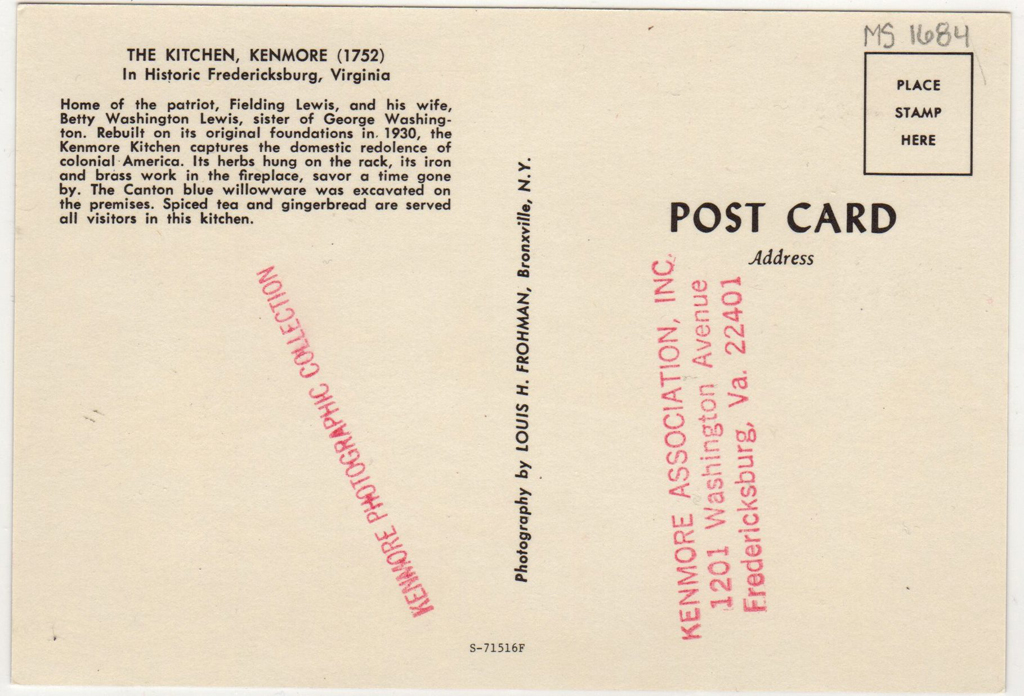 THE KITCHEN, KENMORE (1752)
In Historic Fredericksburg, Virginia
Home of the patriot, Fielding Lewis, and his wife,
Betty Washington Lewis, sister of George Washing-
ton. Rebuilt on its original foundations in 1930, the
Kenmore Kitchen captures the domestic redolence of
colonial America. Its herbs hung on the rack, its iron
and brass work in the fireplace, savor a time gone
by. The Canton blue willowware was excavated on
the premises. Spiced tea and gingerbread are served
all visitors in this kitchen.
KENMORE PHOTOGRAPHIC COLLECTION
Photography by LOUIS H. FROHMAN, Bronxville, N.Y.
S-71516F
MS 1684
PLACE
STAMP
HERE
POST CARD
Address
KENMORE ASSOCIATION, INC.
1201 Washington Avenue
Fredericksburg, Va. 22401